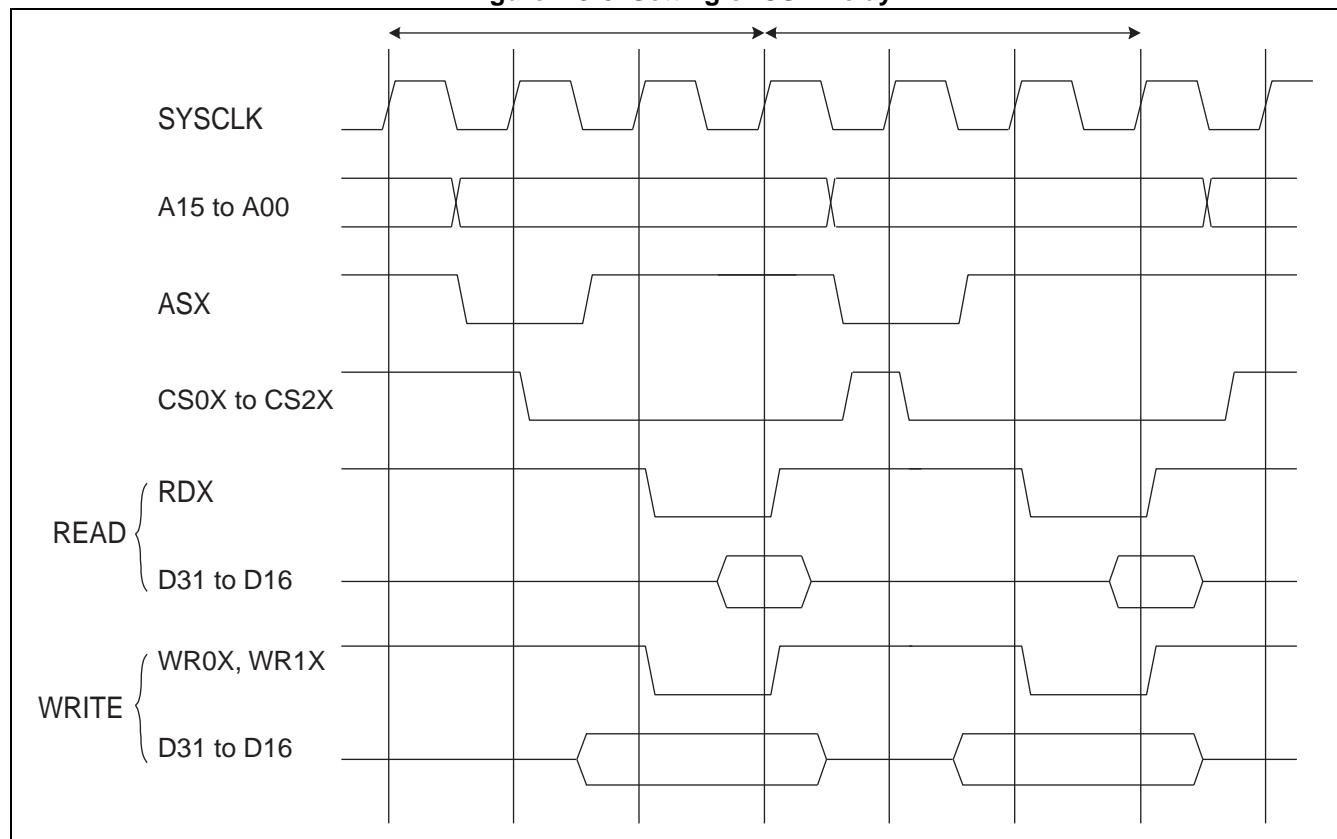 SYSCLK
A15 to A00
ASX
CS0X to CS2X
READ
RDX
D31 to D16
WRITE
WR0X, WR1X
D31 to D16